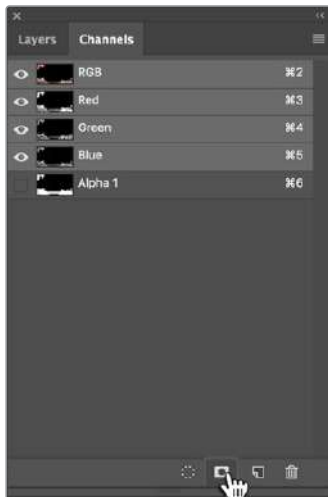 Layers Channels
RGB ⌘2
Red ⌘3
Green ⌘4
Blue ⌘5
Alpha 1 ⌘6